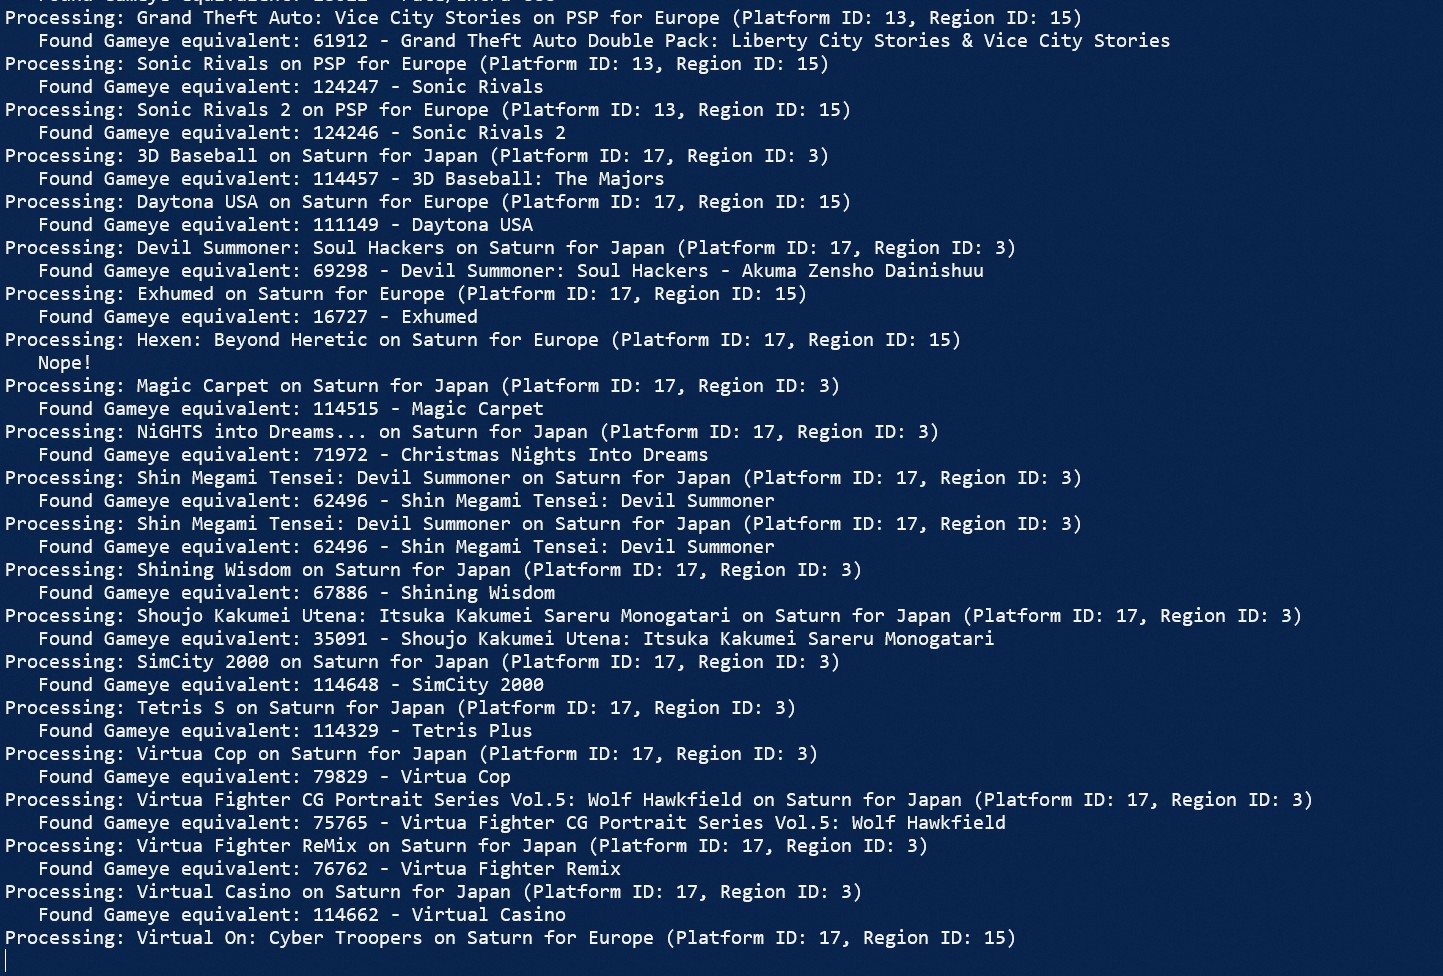 Processing: Grand Theft Auto: Vice City Stories on PSP for Europe (Platform ID: 13, Region ID: 15)
Found Gameye equivalent: 61912 - Grand Theft Auto Double Pack: Liberty City Stories & Vice City Stories
Processing: Sonic Rivals on PSP for Europe (Platform ID: 13, Region ID: 15)
Found Gameye equivalent: 124247 - Sonic Rivals
Processing: Sonic Rivals 2 on PSP for Europe (Platform ID: 13, Region ID: 15)
Found Gameye equivalent: 124246 - Sonic Rivals 2
Processing: 3D Baseball on Saturn for Japan (Platform ID: 17, Region ID: 3)
Found Gameye equivalent: 114457 - 3D Baseball: The Majors
Processing: Daytona USA on Saturn for Europe (Platform ID: 17, Region ID: 15)
Found Gameye equivalent: 111149 - Daytona USA
Processing: Devil Summoner: Soul Hackers on Saturn for Japan (Platform ID: 17, Region ID: 3)
Found Gameye equivalent: 69298 - Devil Summoner: Soul Hackers - Akuma Zensho Dainishuu
Processing: Exhumed on Saturn for Europe (Platform ID: 17, Region ID: 15)
Found Gameye equivalent: 16727 - Exhumed
Processing: Hexen: Beyond Heretic on Saturn for Europe (Platform ID: 17, Region ID: 15)
Nope!
Processing: Magic Carpet on Saturn for Japan (Platform ID: 17, Region ID: 3)
Found Gameye equivalent: 114515 - Magic Carpet
Processing: NiGHTS into Dreams... on Saturn for Japan (Platform ID: 17, Region ID: 3)
Found Gameye equivalent: 71972 - Christmas Nights Into Dreams
Processing: Shin Megami Tensei: Devil Summoner on Saturn for Japan (Platform ID: 17, Region ID: 3)
Found Gameye equivalent: 62496 - Shin Megami Tensei: Devil Summoner
Processing: Shin Megami Tensei: Devil Summoner on Saturn for Japan (Platform ID: 17, Region ID: 3)
Found Gameye equivalent: 62496 - Shin Megami Tensei: Devil Summoner
Processing: Shining Wisdom on Saturn for Japan (Platform ID: 17, Region ID: 3)
Found Gameye equivalent: 67886 - Shining Wisdom
Processing: Shoujo Kakumei Utena: Itsuka Kakumei Sareru Monogatari on Saturn for Japan (Platform ID: 17, Region ID: 3)
Found Gameye equivalent: 35091 - Shoujo Kakumei Utena: Itsuka Kakumei Sareru Monogatari
Processing: SimCity 2000 on Saturn for Japan (Platform ID: 17, Region ID: 3)
Found Gameye equivalent: 114648 - SimCity 2000
Processing: Tetris S on Saturn for Japan (Platform ID: 17, Region ID: 3)
Found Gameye equivalent: 114329 - Tetris Plus
Processing: Virtua Cop on Saturn for Japan (Platform ID: 17, Region ID: 3)
Found Gameye equivalent: 79829 - Virtua Cop
Processing: Virtua Fighter CG Portrait Series Vol.5: Wolf Hawkfield on Saturn for Japan (Platform ID: 17, Region ID: 3)
Found Gameye equivalent: 75765 - Virtua Fighter CG Portrait Series Vol.5: Wolf Hawkfield
Processing: Virtua Fighter ReMix on Saturn for Japan (Platform ID: 17, Region ID: 3)
Found Gameye equivalent: 76762 - Virtua Fighter Remix
Processing: Virtual Casino on Saturn for Japan (Platform ID: 17, Region ID: 3)
Found Gameye equivalent: 114662 - Virtual Casino
Processing: Virtual On: Cyber Troopers on Saturn for Europe (Platform ID: 17, Region ID: 15)